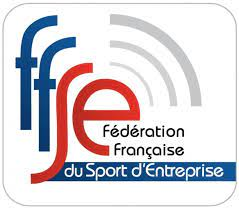 ffse
Fédération
Française
du Sport d'Entreprise